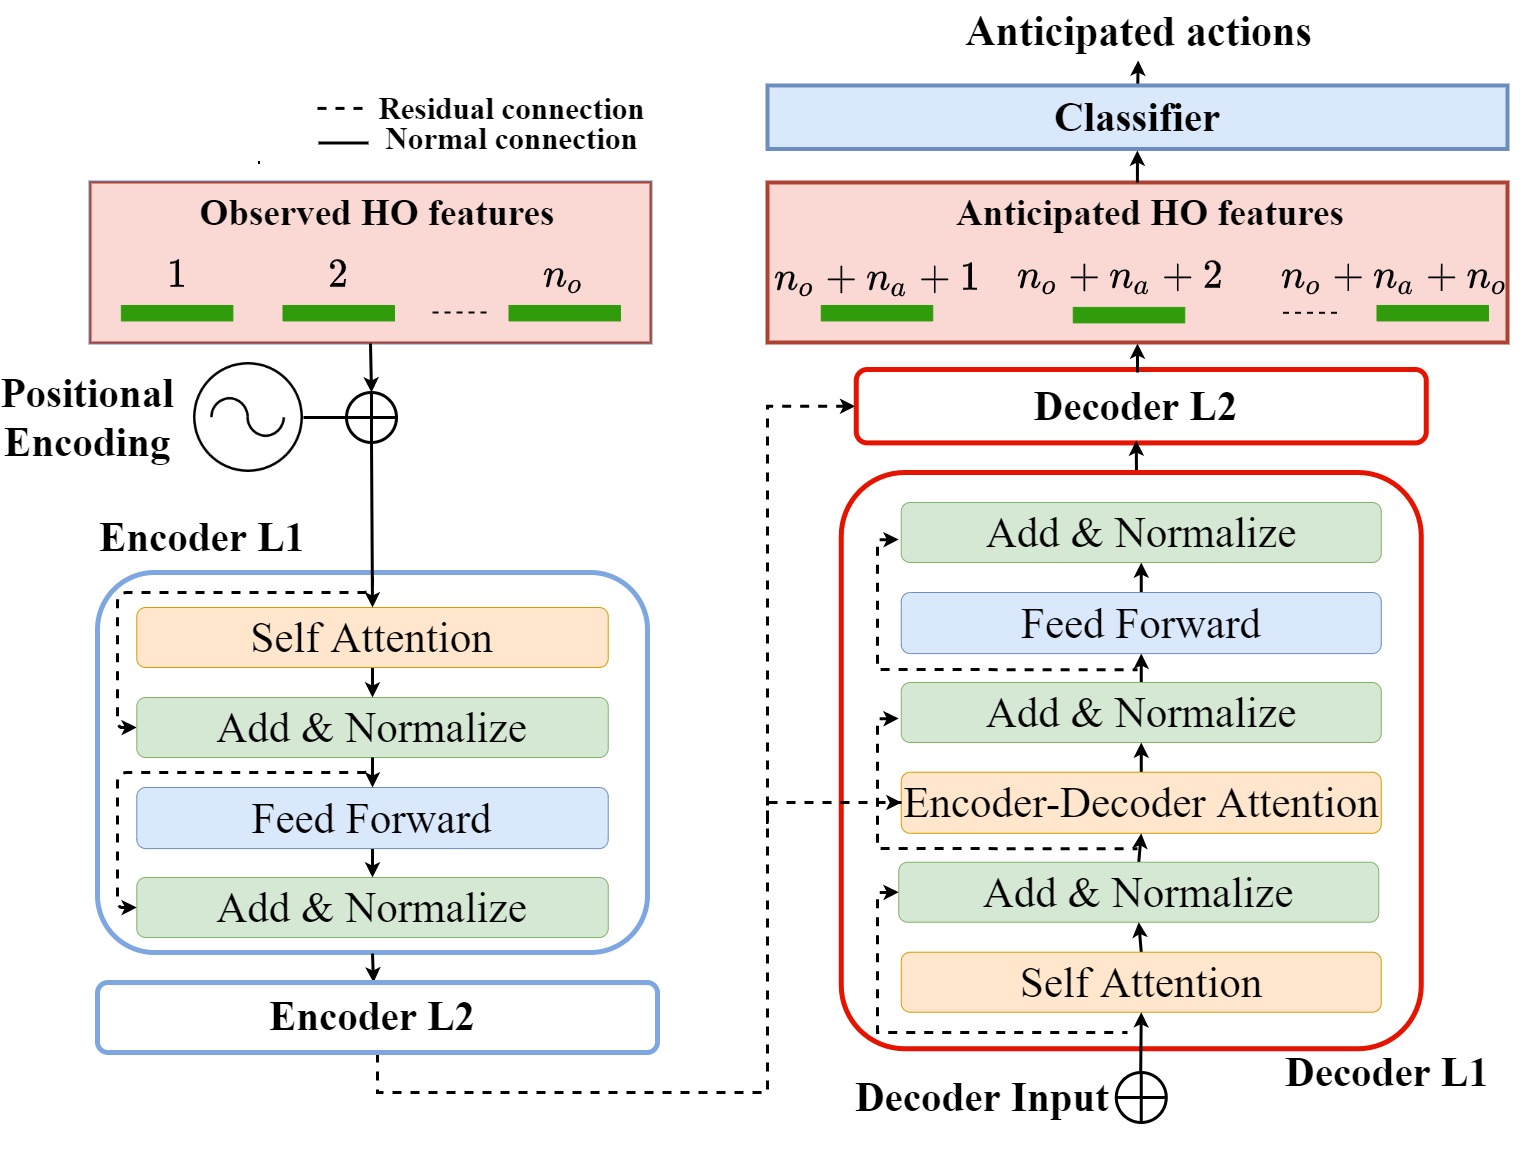 Residual connection
Normal connection
Observed HO features
1 2 n_o
Positional
Encoding
Encoder L1
Self Attention
Add & Normalize
Feed Forward
Add & Normalize
Encoder L2
Anticipated actions
Classifier
Anticipated HO features
n_o + n_a + 1 n_o + n_a + 2 n_o + n_a + n_o
Decoder L2
Add & Normalize
Feed Forward
Add & Normalize
Encoder-Decoder Attention
Add & Normalize
Self Attention
Decoder L1
Decoder Input